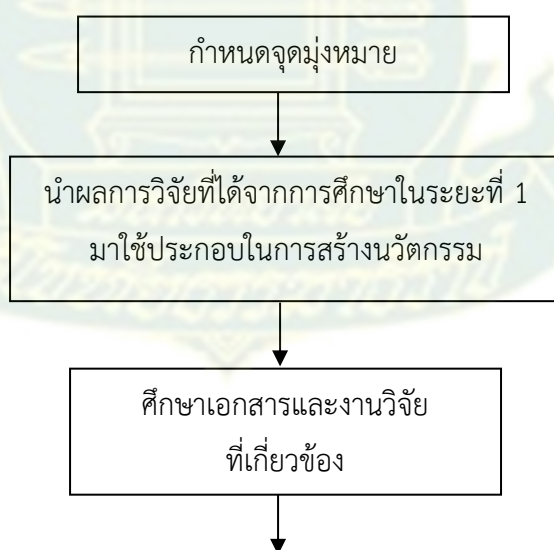 กำหนดจุดมุ่งหมาย
นำผลการวิจัยที่ได้จากการศึกษาในระยะที่ 1
มาใช้ประกอบในการสร้างนวัตกรรม
ศึกษาเอกสารและงานวิจัย
ที่เกี่ยวข้อง